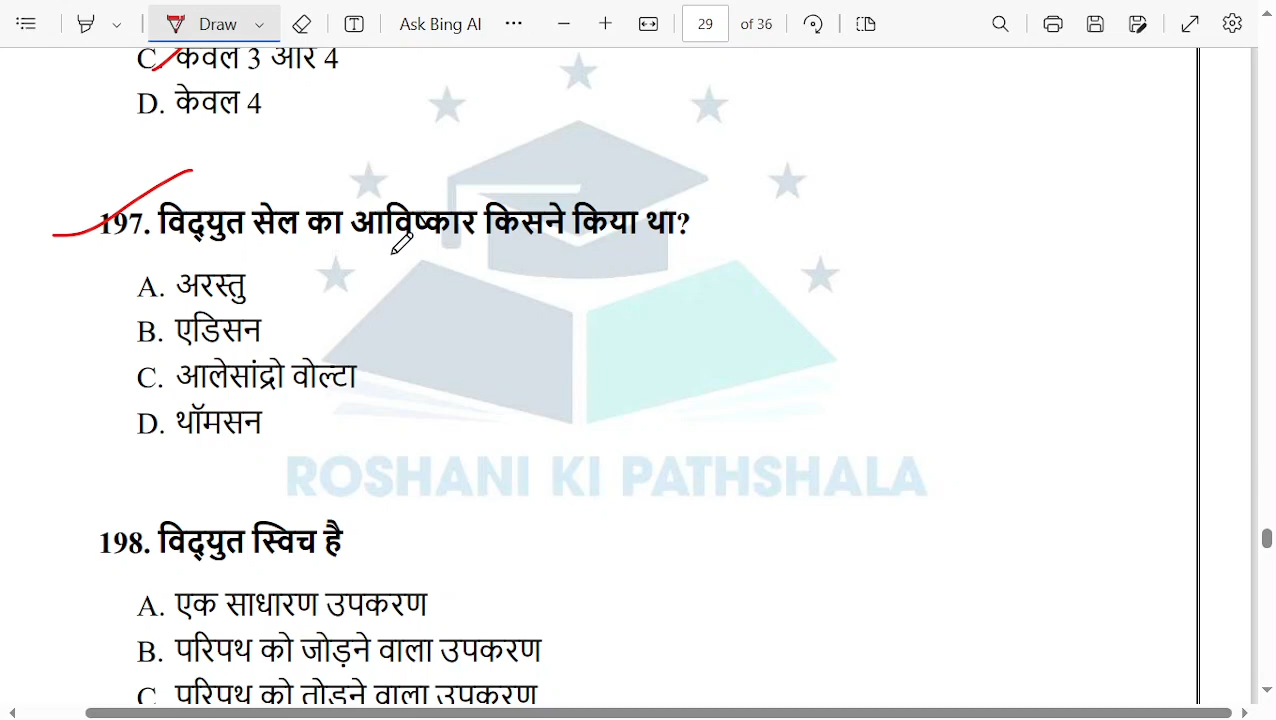 Draw
Ask Bing AI
29 of 36
C. केवल 3 और 4
D. केवल 4
197. विद्युत सेल का आविष्कार किसने किया था?
A. अरस्तु
B. एडिसन
C. आलेसांद्रो वोल्टा
D. थॉमसन
ROSHANI KI PATHSHALA
198. विद्युत स्विच है
A. एक साधारण उपकरण
B. परिपथ को जोड़ने वाला उपकरण
C परिपथ को तोड़ने वाला उपकरण